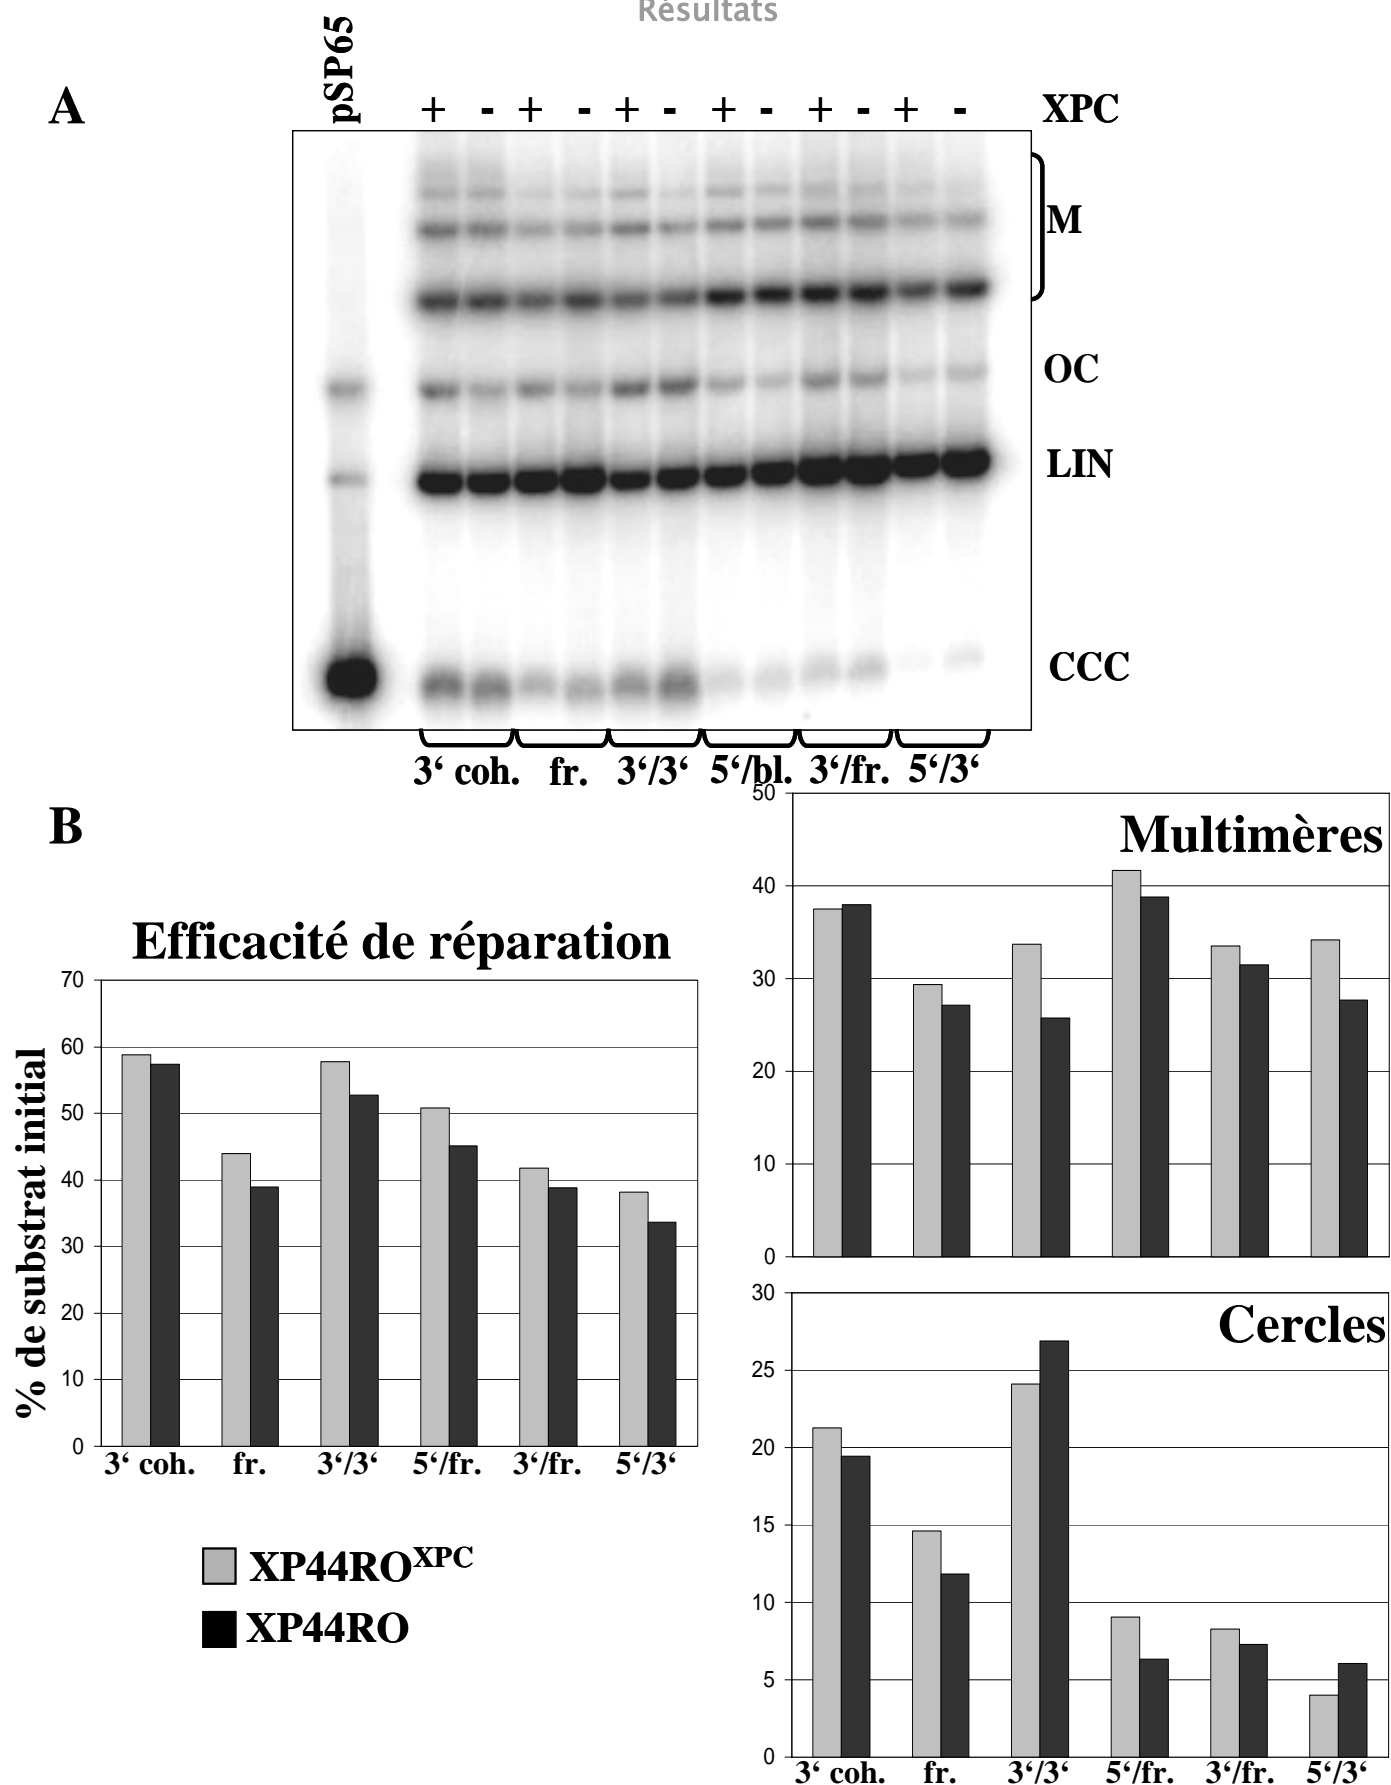 Résultats
pSP65
A
+ - + - + - + - + - + - XPC
M
OC
LIN
CCC
3‘ coh. fr. 3‘/3‘ 5‘/bl. 3‘/fr. 5‘/3‘
B
Efficacité de réparation
% de substrat initial
70
60
50
40
30
20
10
0
3‘ coh. fr. 3‘/3‘ 5‘/fr. 3‘/fr. 5‘/3‘
XP44ROXPC
XP44RO
Multimères
50
40
30
20
10
0
Cercles
30
25
20
15
10
5
0
3‘ coh. fr. 3‘/3‘ 5‘/fr. 3‘/fr. 5‘/3‘